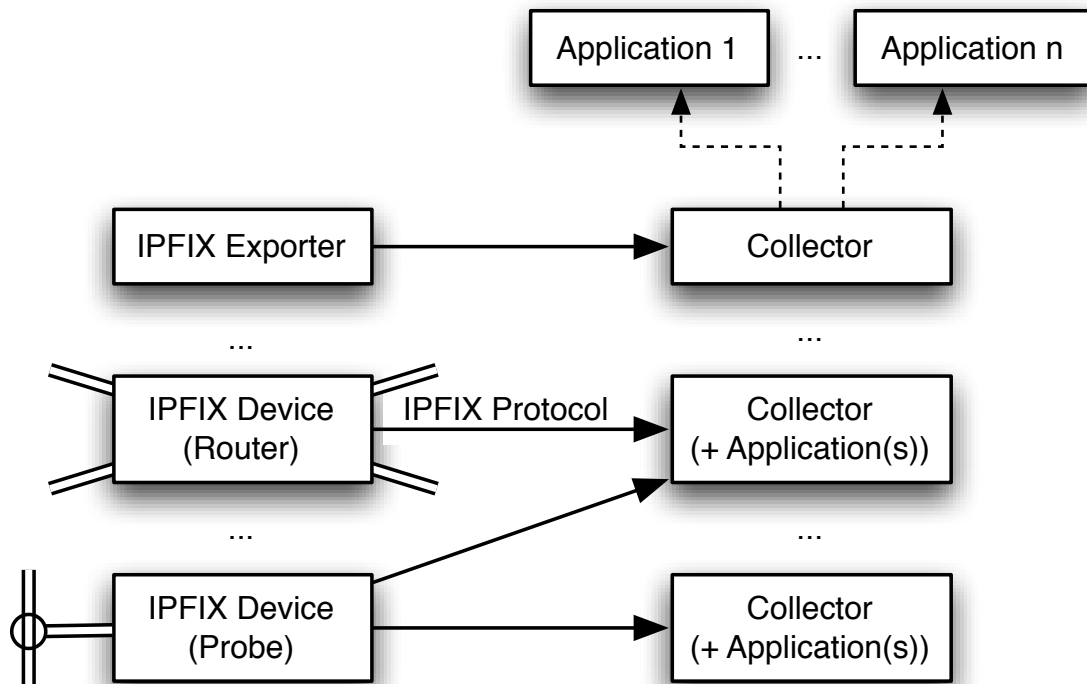 Application 1
...
Application n
IPFIX Exporter
Collector
...
...
IPFIX Device
(Router)
IPFIX Protocol
Collector
(+ Application(s))
...
...
IPFIX Device
(Probe)
Collector
(+ Application(s))